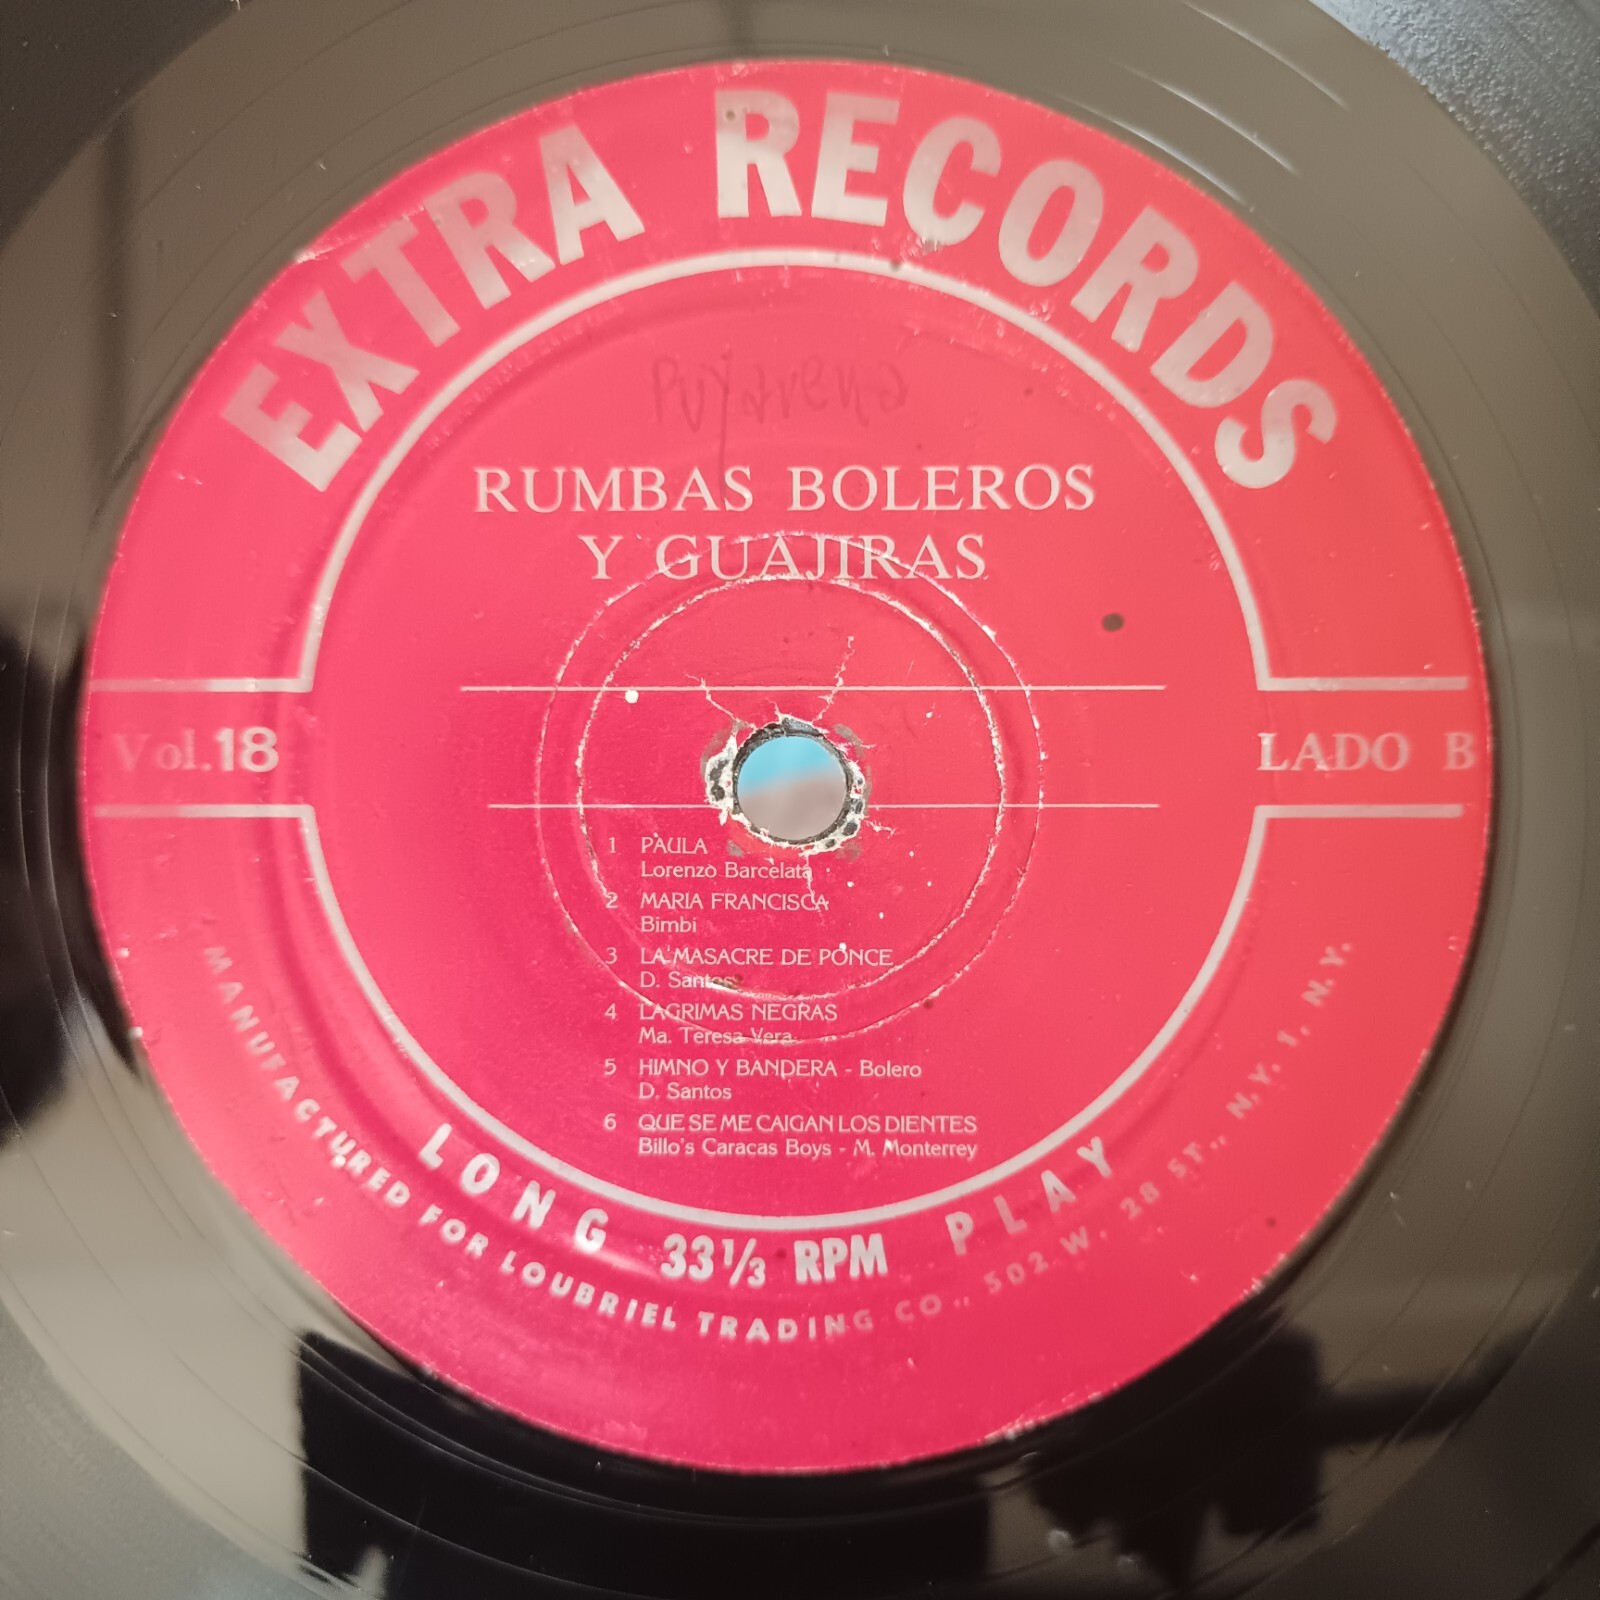 EXTRA RECORDS
RUMBAS BOLEROS
Y GUAJIRAS
Vol.18
LADO B
1 PAULA
Lorenzo Barcelata
2 MARIA FRANCISCA
Bimbi
3 LA MASACRE DE PONCE
D. Santos
4 LAGRIMAS NEGRAS
Ma. Teresa Vera
5 HIMNO Y BANDERA - Bolero
D. Santos
6 QUE SE ME CAIGAN LOS DIENTES
Billo's Caracas Boys - M. Monterrey
LONG 33⅓ RPM PLAY
MANUFACTURED FOR LOUBRIEL TRADING CO., 502 W. 28 ST., N.Y. 1, N.Y.